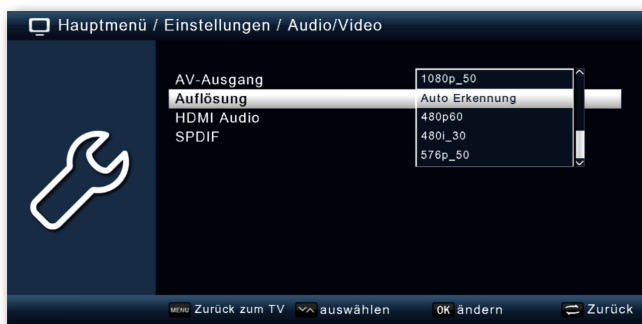 Hauptmenü / Einstellungen / Audio/Video
AV-Ausgang
1080p_50
Auflösung
Auto Erkennung
HDMI Audio
480p60
SPDIF
480i_30
576p_50
MENU Zurück zum TV auswählen OK ändern Zurück